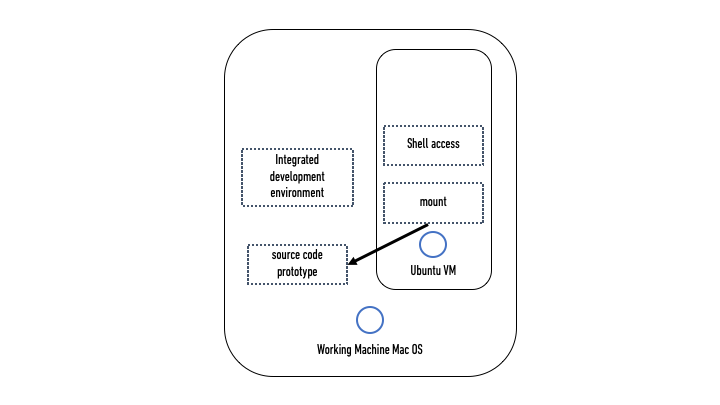 Shell access
Integrated
development
environment
mount
source code
prototype
Ubuntu VM
Working Machine Mac OS